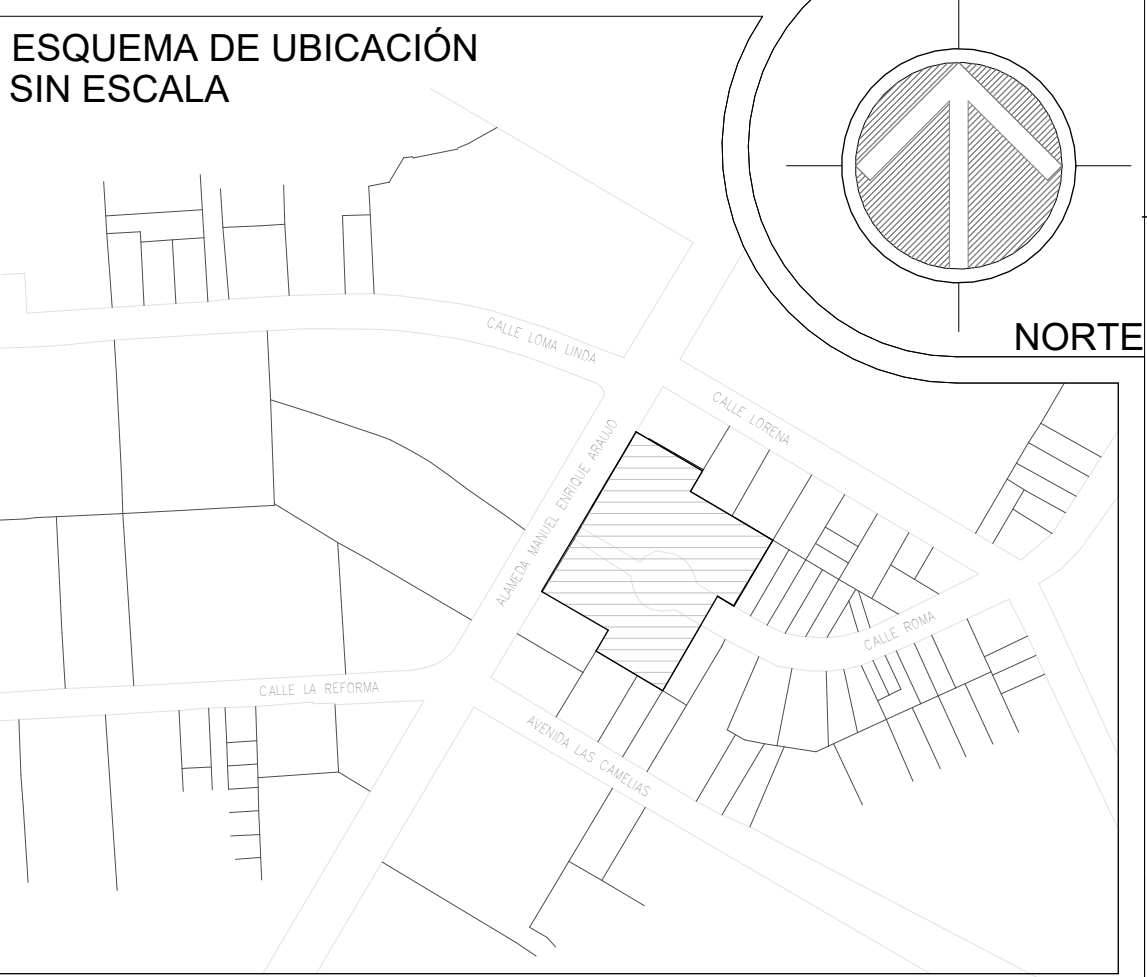 ESQUEMA DE UBICACIÓN
SIN ESCALA
NORTE
CALLE LOMA LINDA
CALLE LORENA
ALAMEDA MANUEL ENRIQUE ARAUJO
CALLE ROMA
CALLE LA REFORMA
AVENIDA LAS CAMELIAS